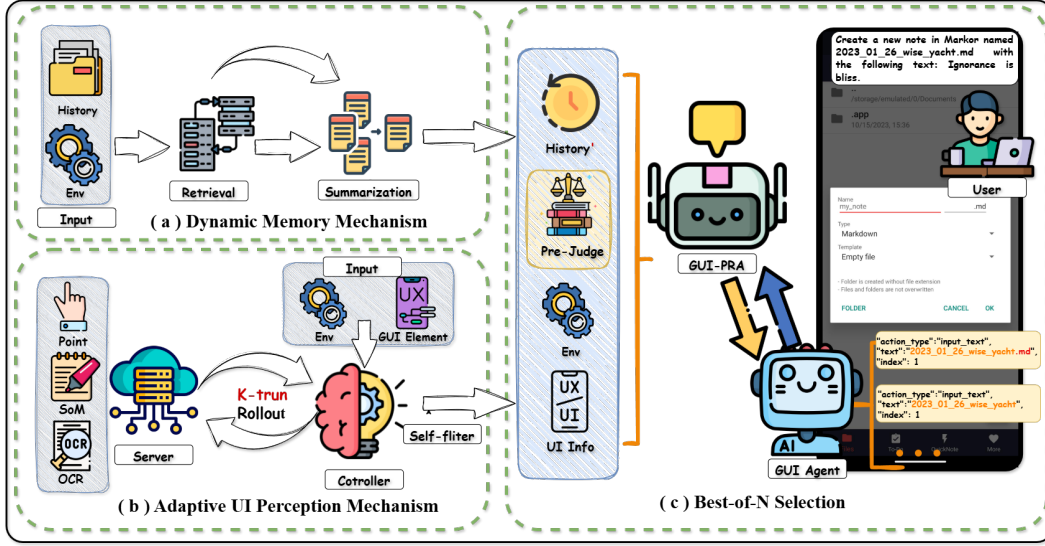 History
Env
Input
Retrieval
Summarization
( a ) Dynamic Memory Mechanism
Point
SoM
OCR
OCR
Server
K-trun
Rollout
Input
UX
Env
GUI Element
Cotroller
Self-fliter
( b ) Adaptive UI Perception Mechanism
History'
Pre-Judge
Env
UX
UI
UI Info
GUI-PRA
AI
GUI Agent
Create a new note in Markor named
2023_01_26_wise_yacht.md with
the following text: Ignorance is
bliss.
..
/storage/emulated/0/Documents
.app
10/15/2023, 15:36
User
Name
my_note
.md
Type
Markdown
Template
Empty file
- Folder is created without file extension
- Files and folders are not overwritten
FOLDER
CANCEL
OK
"action_type":"input_text",
"text":"2023_01_26_wise_yacht.md",
"index": 1
"action_type":"input_text",
"text":"2023_01_26_wise_yacht",
"index": 1
More
( c ) Best-of-N Selection